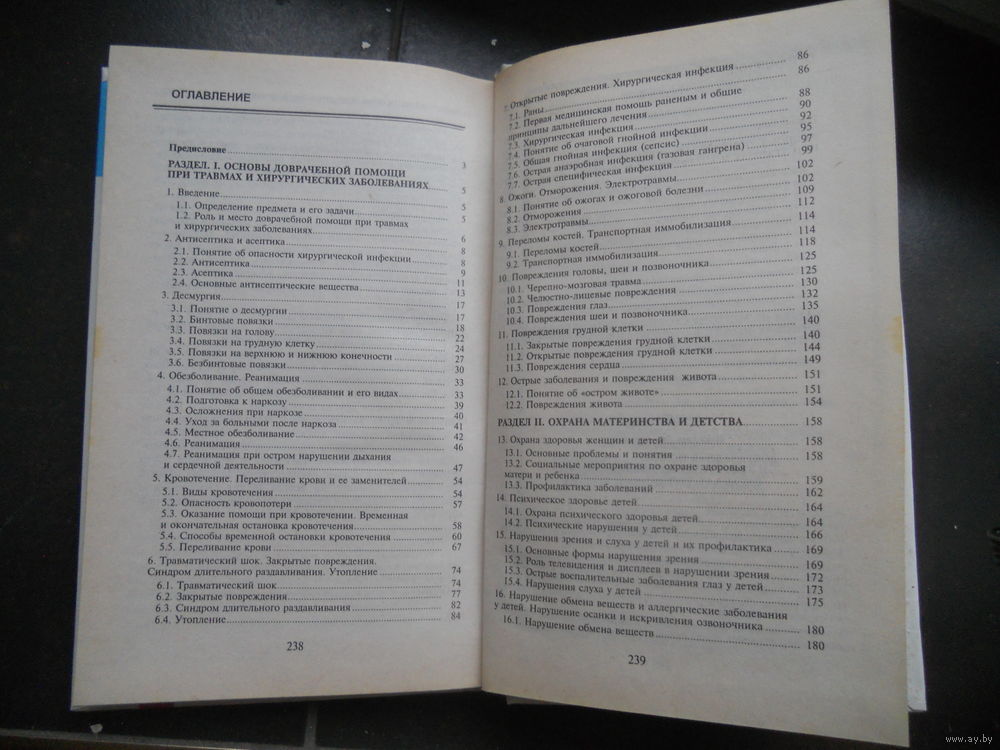 ОГЛАВЛЕНИЕ
Предисловие 3
РАЗДЕЛ. I. ОСНОВЫ ДОВРАЧЕБНОЙ ПОМОЩИ
ПРИ ТРАВМАХ И ХИРУРГИЧЕСКИХ ЗАБОЛЕВАНИЯХ 5
1. Введение 5
1.1. Определение предмета и его задачи 5
1.2. Роль и место доврачебной помощи при травмах
и хирургических заболеваниях 6
2. Антисептика и асептика 8
2.1. Понятие об опасности хирургической инфекции 8
2.2. Антисептика 9
2.3. Асептика 11
2.4. Основные антисептические вещества 13
3. Десмургия 17
3.1. Понятие о десмургии 17
3.2. Бинтовые повязки 18
3.3. Повязки на голову 22
3.4. Повязки на грудную клетку 24
3.5. Повязки на верхнюю и нижнюю конечности 27
3.6. Безбинтовые повязки 30
4. Обезболивание. Реанимация 33
4.1. Понятие об общем обезболивании и его видах 33
4.2. Подготовка к наркозу 39
4.3. Осложнения при наркозе 40
4.4. Уход за больными после наркоза 41
4.5. Местное обезболивание 42
4.6. Реанимация 46
4.7. Реанимация при остром нарушении дыхания
и сердечной деятельности 47
5. Кровотечение. Переливание крови и ее заменителей 54
5.1. Виды кровотечения 54
5.2. Опасность кровопотери 57
5.3. Оказание помощи при кровотечении. Временная
и окончательная остановка кровотечения 58
5.4. Способы временной остановки кровотечения 60
5.5. Переливание крови 67
6. Травматический шок. Закрытые повреждения.
Синдром длительного раздавливания. Утопление 74
6.1. Травматический шок 74
6.2. Закрытые повреждения 77
6.3. Синдром длительного раздавливания 82
6.4. Утопление 84
238
7. Открытые повреждения. Хирургическая инфекция 86
7.1. Раны 86
7.2. Первая медицинская помощь раненым и общие
принципы дальнейшего лечения 88
7.3. Хирургическая инфекция 90
7.4. Понятие об очаговой гнойной инфекции 92
7.5. Общая гнойная инфекция (сепсис) 95
7.6. Острая анаэробная инфекция (газовая гангрена) 97
7.7. Острая специфическая инфекция 99
8. Ожоги. Отморожения. Электротравмы 102
8.1. Понятие об ожогах и ожоговой болезни 102
8.2. Отморожения 109
8.3. Электротравмы 112
9. Переломы костей. Транспортная иммобилизация 114
9.1. Переломы костей 114
9.2. Транспортная иммобилизация 118
10. Повреждения головы, шеи и позвоночника 125
10.1. Черепно-мозговая травма 125
10.2. Челюстно-лицевые повреждения 130
10.3. Повреждения глаз 132
10.4. Повреждения шеи и позвоночника 135
11. Повреждения грудной клетки 140
11.1. Закрытые повреждения грудной клетки 140
11.2. Открытые повреждения грудной клетки 144
11.3. Повреждения сердца 149
12. Острые заболевания и повреждения живота 151
12.1. Понятие об «остром животе» 151
12.2. Повреждения живота 154
РАЗДЕЛ II. ОХРАНА МАТЕРИНСТВА И ДЕТСТВА 158
13. Охрана здоровья женщин и детей 158
13.1. Основные проблемы и понятия 158
13.2. Социальные мероприятия по охране здоровья
матери и ребенка 159
13.3. Профилактика заболеваний 162
14. Психическое здоровье детей 164
14.1. Охрана психического здоровья детей 164
14.2. Психические нарушения у детей 166
15. Нарушения зрения и слуха у детей и их профилактика 169
15.1. Основные формы нарушения зрения 169
15.2. Роль телевидения и дисплеев в нарушении зрения 172
15.3. Острые воспалительные заболевания глаз у детей 173
15.4. Нарушения слуха у детей 175
16. Нарушение обмена веществ и аллергические заболевания
у детей. Нарушение осанки и искривления озвоночника 180
16.1. Нарушение обмена веществ 180
239
www.ay.by